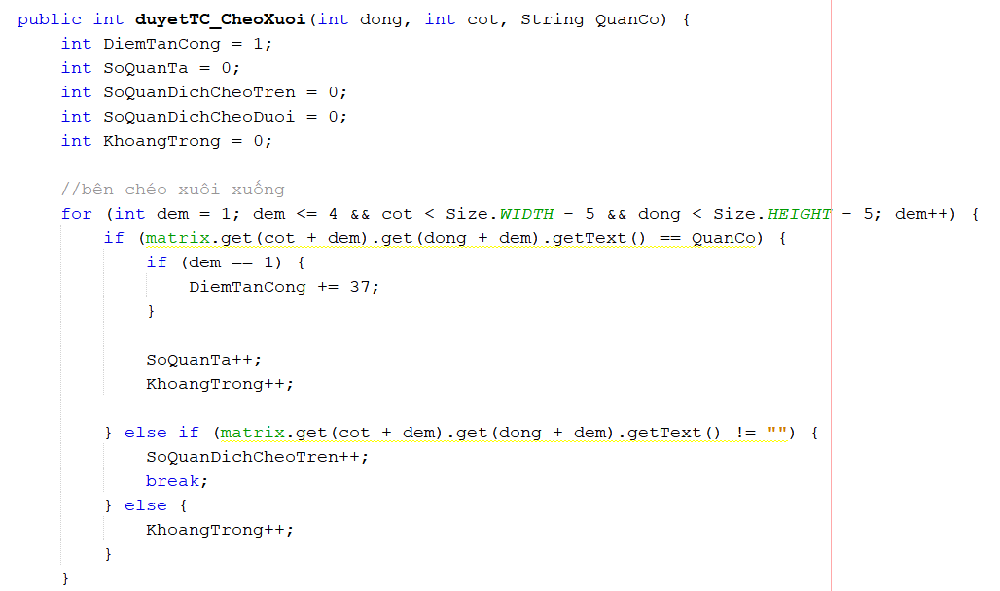 public int duyetTC_CheoXuoi(int dong, int cot, String QuanCo) {
    int DiemTanCong = 1;
    int SoQuanTa = 0;
    int SoQuanDichCheoTren = 0;
    int SoQuanDichCheoDuoi = 0;
    int KhoangTrong = 0;

    //bên chéo xuôi xuống
    for (int dem = 1; dem <= 4 && cot < Size.WIDTH - 5 && dong < Size.HEIGHT - 5; dem++) {
        if (matrix.get(cot + dem).get(dong + dem).getText() == QuanCo) {
            if (dem == 1) {
                DiemTanCong += 37;
            }

            SoQuanTa++;
            KhoangTrong++;

        } else if (matrix.get(cot + dem).get(dong + dem).getText() != "") {
            SoQuanDichCheoTren++;
            break;
        } else {
            KhoangTrong++;
        }
    }